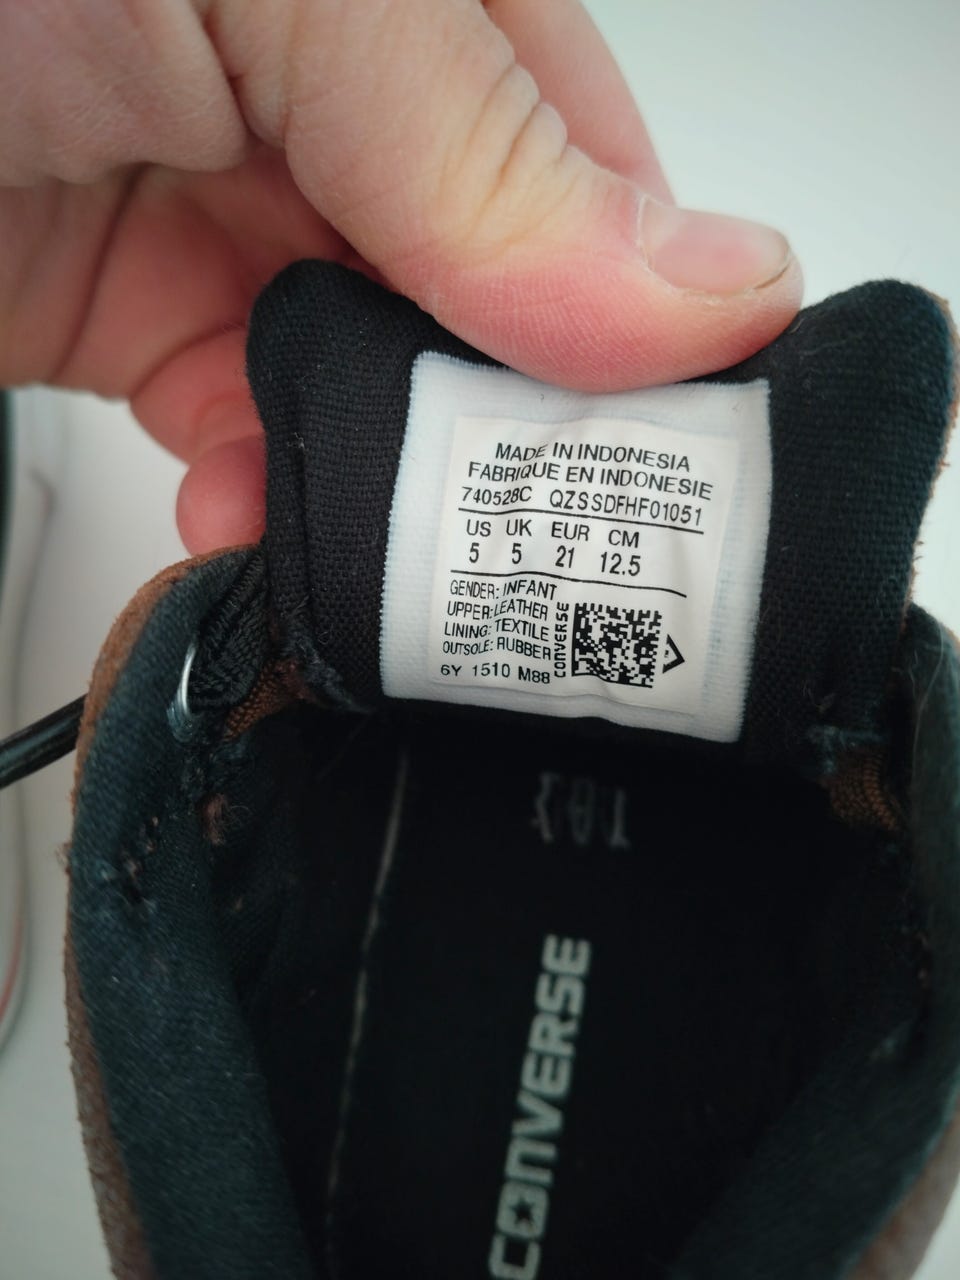 MADE IN INDONESIA
FABRIQUE EN INDONESIE
740528C QZSSDFHF01051
US UK EUR CM
5 5 21 12.5
GENDER: INFANT
UPPER: LEATHER
LINING: TEXTILE
OUTSOLE: RUBBER
CONVERSE
6Y 1510 M88
CONVERSE